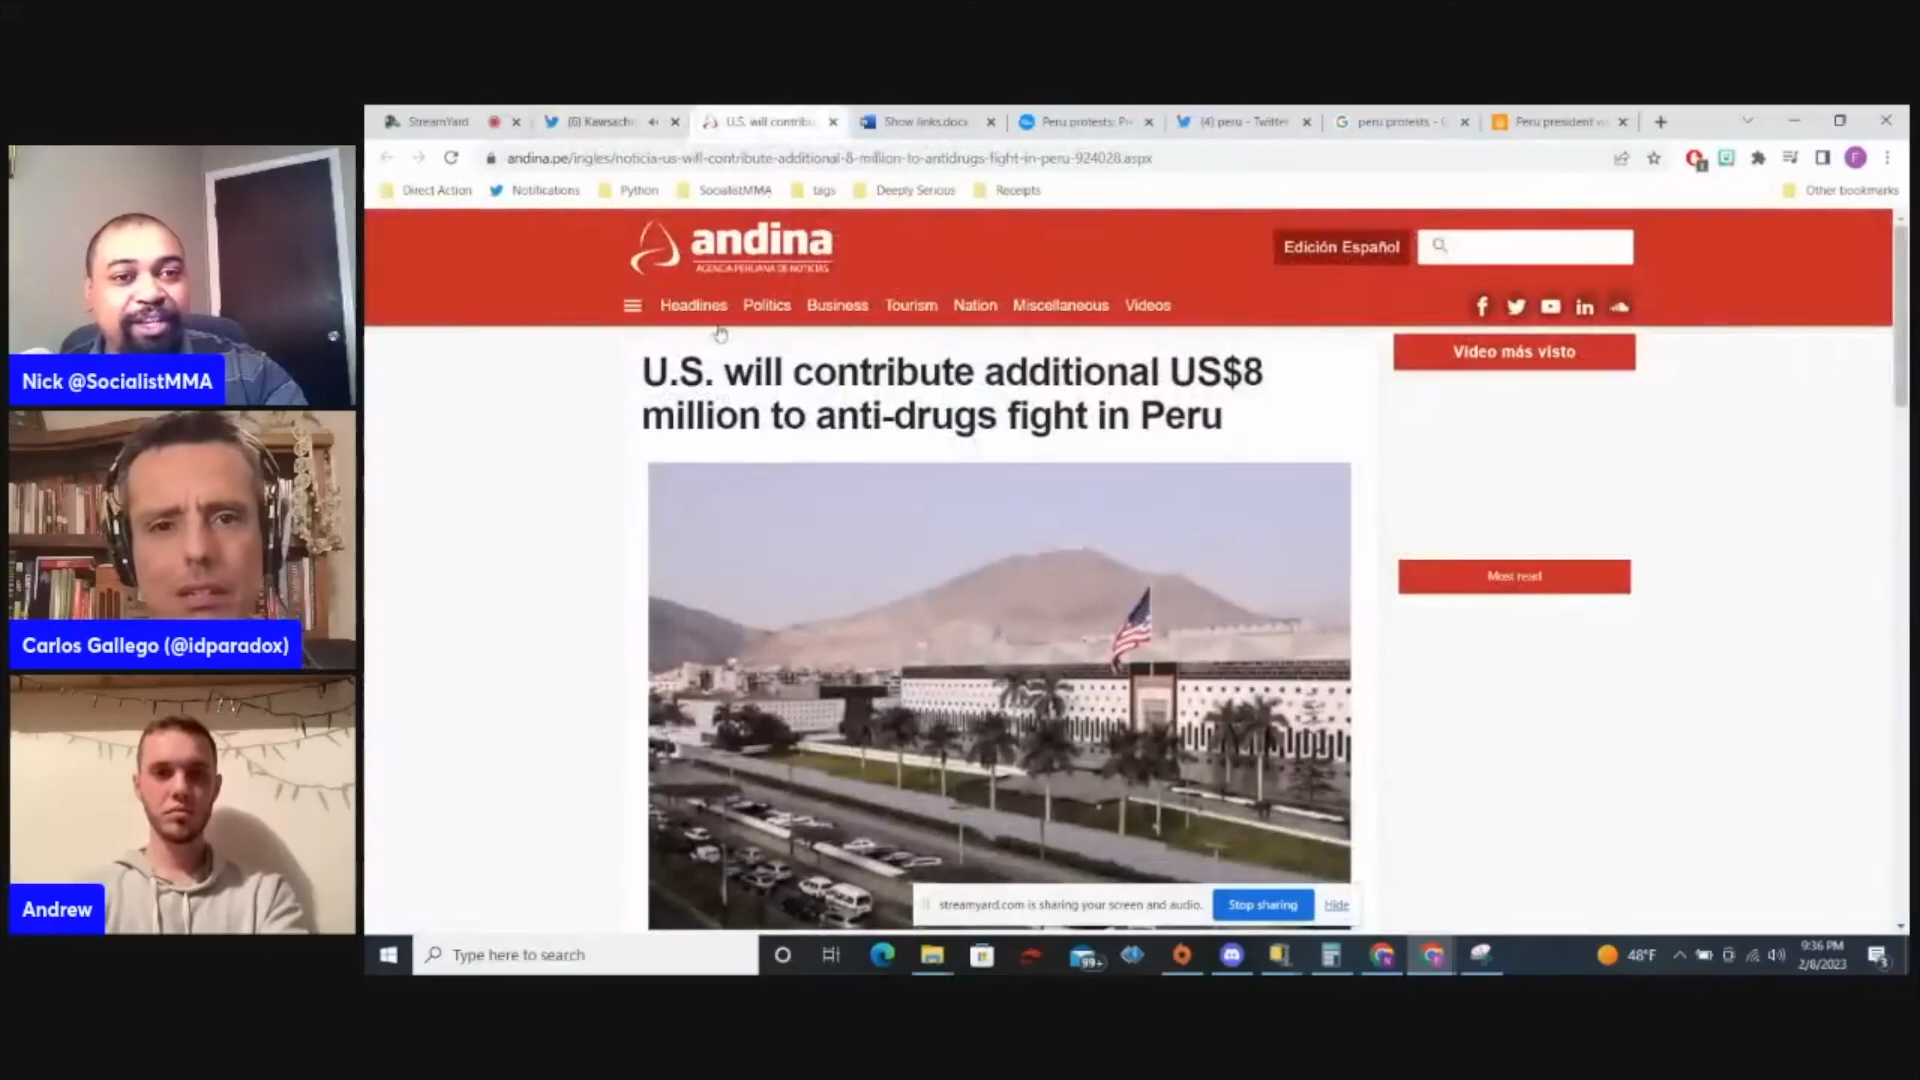 StreamYard
(6) Kawsachu
U.S. will contribu
Show links.docx
Peru protests: Pr
(4) peru - Twitter
peru protests - G
Peru president
andina.pe/ingles/noticia-us-will-contribute-additional-8-million-to-antidrugs-fight-in-peru-924028.aspx
Direct Action
Notifications
Python
SocialistMMA
tags
Deeply Serious
Receipts
Other bookmarks
andina
AGENCIA PERUANA DE NOTICIAS
Edición Español
Headlines
Politics
Business
Tourism
Nation
Miscellaneous
Videos
U.S. will contribute additional US$8
million to anti-drugs fight in Peru
Video más visto
Most read
streamyard.com is sharing your screen and audio.
Stop sharing
Hide
Nick @SocialistMMA
Carlos Gallego (@idparadox)
Andrew
Type here to search
99+
48°F
9:36 PM
2/8/2023